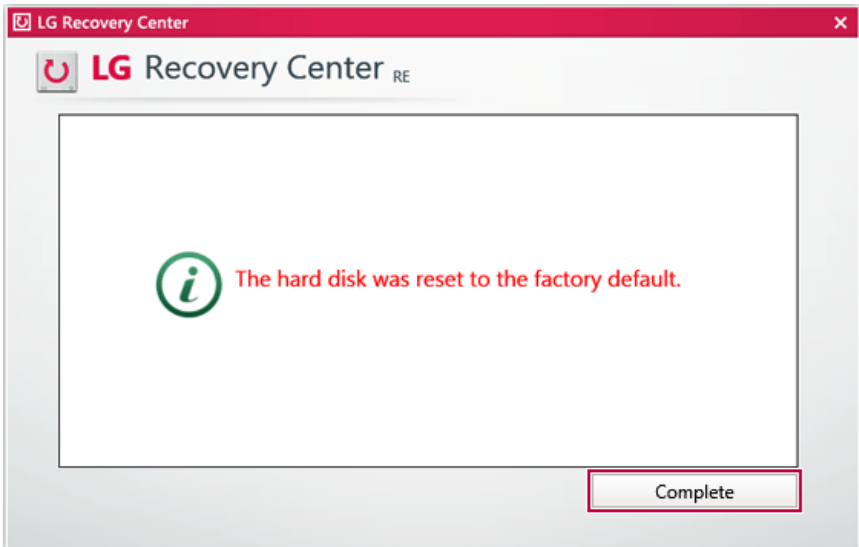 LG Recovery Center
LG Recovery Center RE
The hard disk was reset to the factory default.
Complete